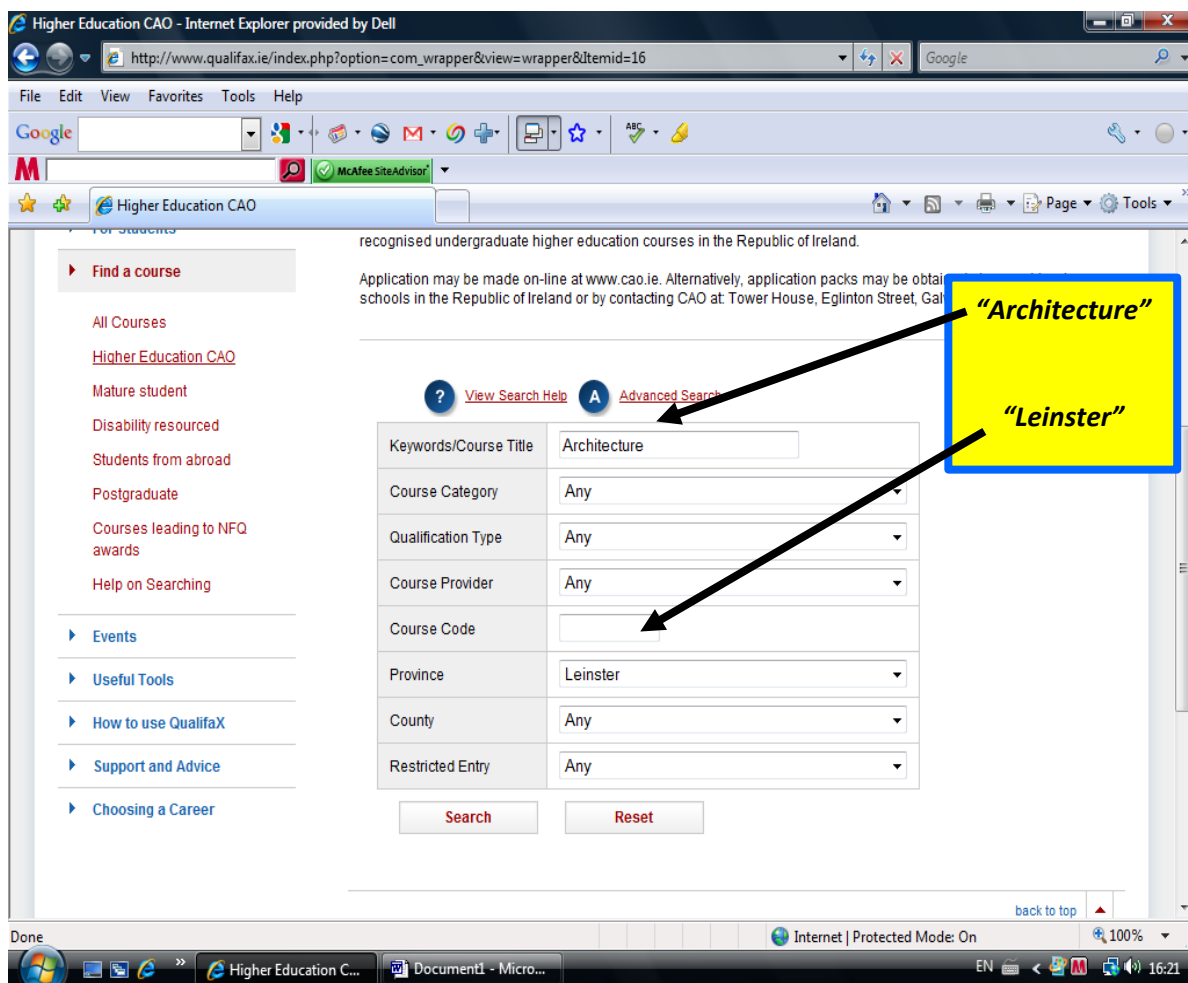 Higher Education CAO - Internet Explorer provided by Dell
http://www.qualifax.ie/index.php?option=com_wrapper&view=wrapper&Itemid=16
Google
File Edit View Favorites Tools Help
Google
ABC
M
McAfee SiteAdvisor
Higher Education CAO
Page
Tools
For Students
recognised undergraduate higher education courses in the Republic of Ireland.
Find a course
Application may be made on-line at www.cao.ie. Alternatively, application packs may be
schools in the Republic of Ireland or by contacting CAO at: Tower House, Eglinton Street,
"Architecture"
"Leinster"
All Courses
Higher Education CAO
Mature student
Disability resourced
Students from abroad
Postgraduate
Courses leading to NFQ
awards
Help on Searching
Events
Useful Tools
How to use QualifaX
Support and Advice
Choosing a Career
? View Search Help A Advanced Search
Keywords/Course Title Architecture
Course Category Any
Qualification Type Any
Course Provider Any
Course Code
Province Leinster
County Any
Restricted Entry Any
Search Reset
back to top
Done
Internet | Protected Mode: On
100%
Higher Education C...
Document1 - Micro...
EN
M
16:21